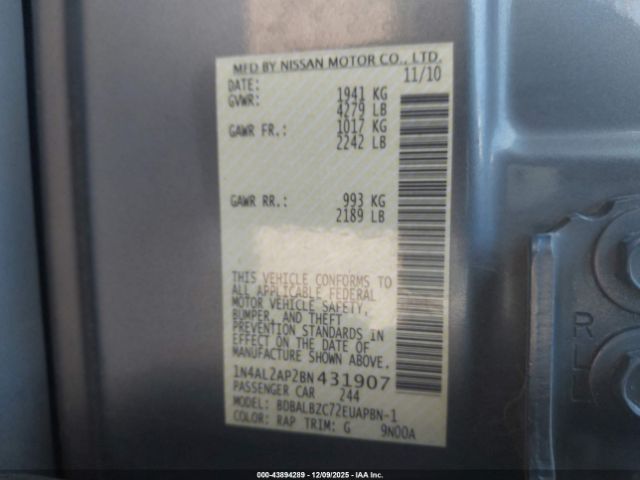 MFD BY NISSAN MOTOR CO., LTD.
DATE: 11/10
GVWR: 1941 KG
4279 LB
GAWR FR.: 1017 KG
2242 LB
GAWR RR.: 993 KG
2189 LB
THIS VEHICLE CONFORMS TO
ALL APPLICABLE FEDERAL
MOTOR VEHICLE SAFETY,
BUMPER, AND THEFT
PREVENTION STANDARDS IN
EFFECT ON THE DATE OF
MANUFACTURE SHOWN ABOVE.
1N4AL2AP2BN431907
PASSENGER CAR 244
MODEL: BDBALBZC72EUAPBN-1
COLOR: RAP TRIM: G 9N00A
R
L
000-43894289 - 12/09/2025 - IAAI.com